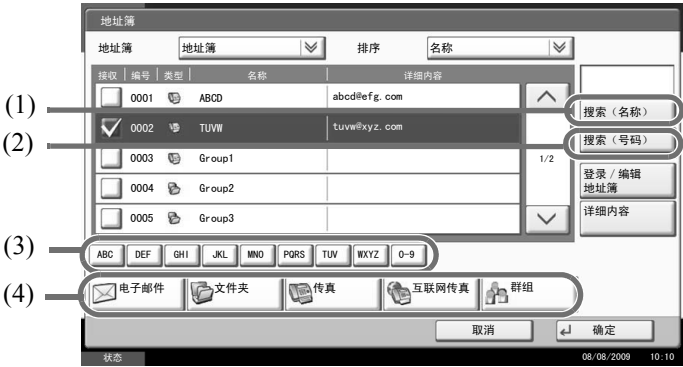 地址簿
地址簿 地址簿 排序 名称
接收 编号 类型 名称 详细内容
0001 ABCD abcd@efg.com
(1) 搜索（名称）
0002 TUVW tuvw@xyz.com
(2) 搜索（号码）
0003 Group1 1/2
登录 / 编辑
地址簿
0004 Group2
详细内容
0005 Group3
(3) ABC DEF GHI JKL MNO PQRS TUV WXYZ 0-9
(4) 电子邮件 文件夹 传真 互联网传真 群组
取消 确定
状态 08/08/2009 10:10